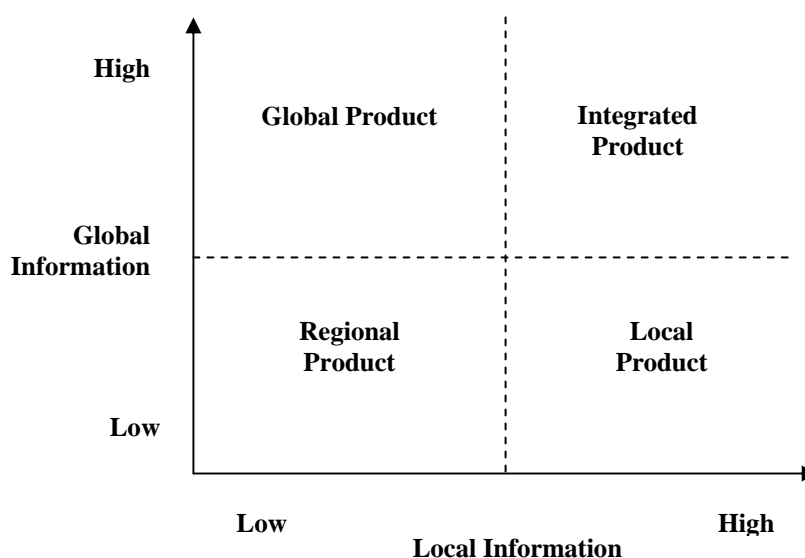 High
Global Product
Integrated
Product
Global
Information
Regional
Product
Local
Product
Low
Low
High
Local Information